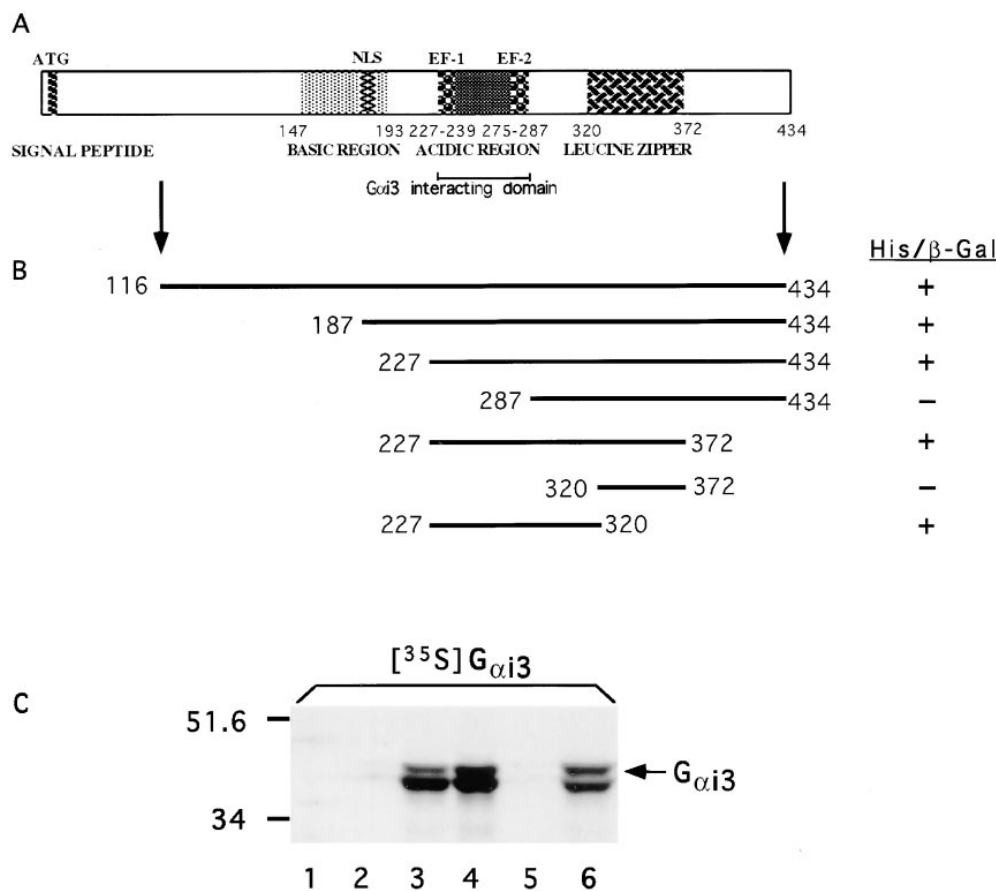 A
ATG NLS EF-1 EF-2
147 193 227-239 275-287 320 372 434
SIGNAL PEPTIDE BASIC REGION ACIDIC REGION LEUCINE ZIPPER
Gαi3 interacting domain
B
His/β-Gal
116 434 +
187 434 +
227 434 +
287 434 −
227 372 +
320 372 −
227 320 +
[³⁵S] Gαi3
C
51.6
Gαi3
34
1 2 3 4 5 6